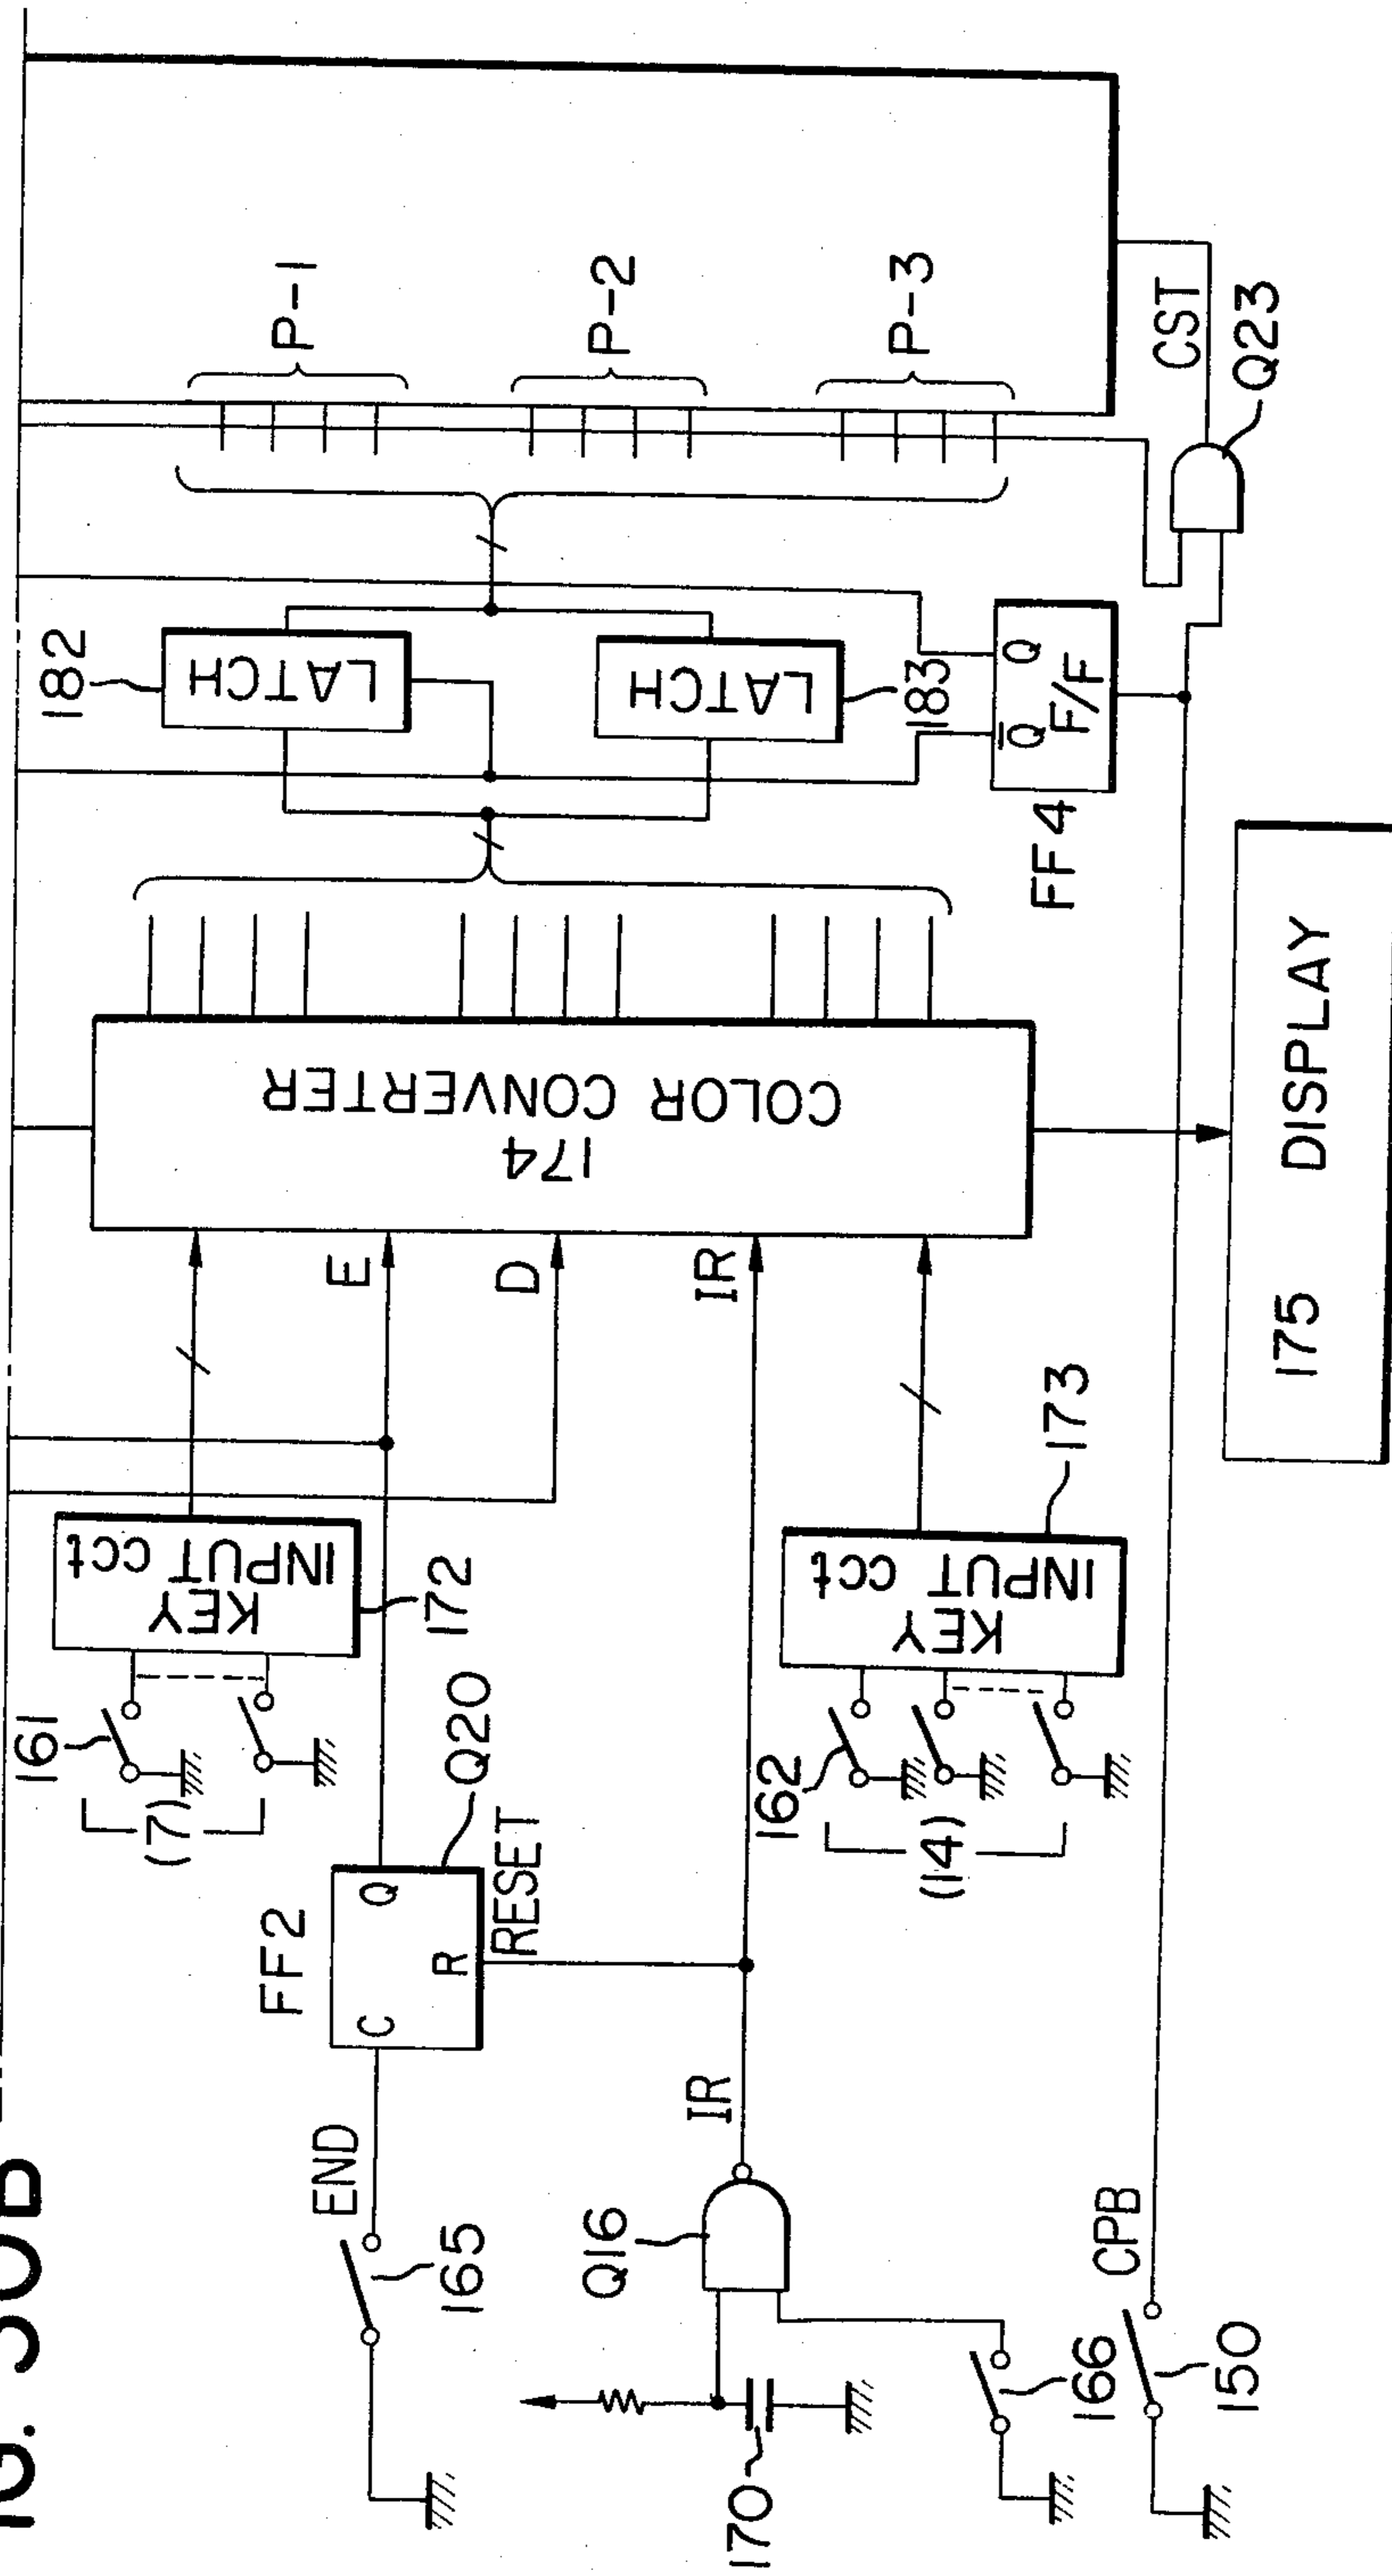 FIG. 30B
161
(7)
KEY
INPUT cct
172
182
LATCH
P-1
END
165
FF2
C
Q
R
RESET
Q20
E
D
COLOR CONVERTER
174
P-2
LATCH
183
P-3
Q16
IR
IR
170
166
162
(14)
KEY
INPUT cct
173
FF4
Q̅
Q
F/F
CPB
150
175 DISPLAY
CST
Q23